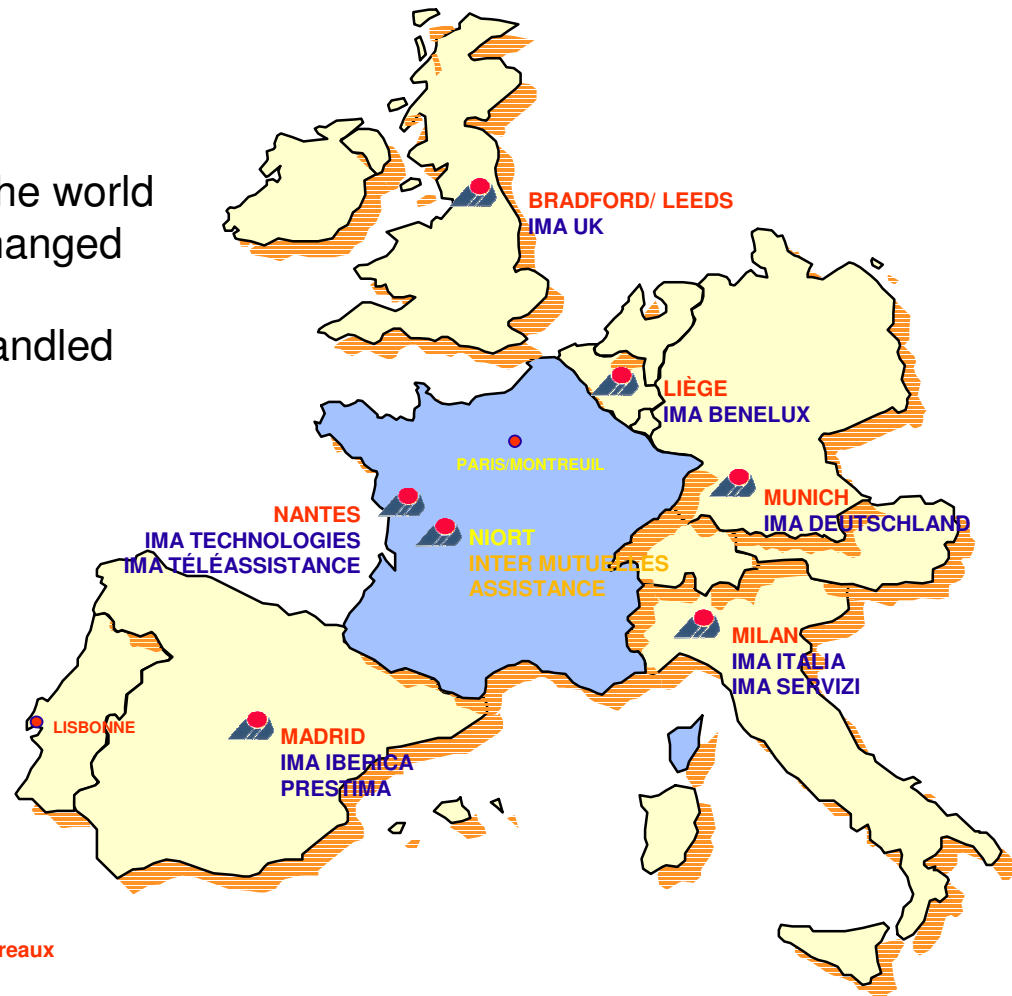 he world
hanged
andled
BRADFORD/ LEEDS
IMA UK
LIÈGE
IMA BENELUX
PARIS/MONTREUIL
MUNICH
IMA DEUTSCHLAND
NANTES
IMA TECHNOLOGIES
IMA TÉLÉASSISTANCE
NIORT
INTER MUTUELLES
ASSISTANCE
MILAN
IMA ITALIA
IMA SERVIZI
LISBONNE
MADRID
IMA IBERICA
PRESTIMA
reaux